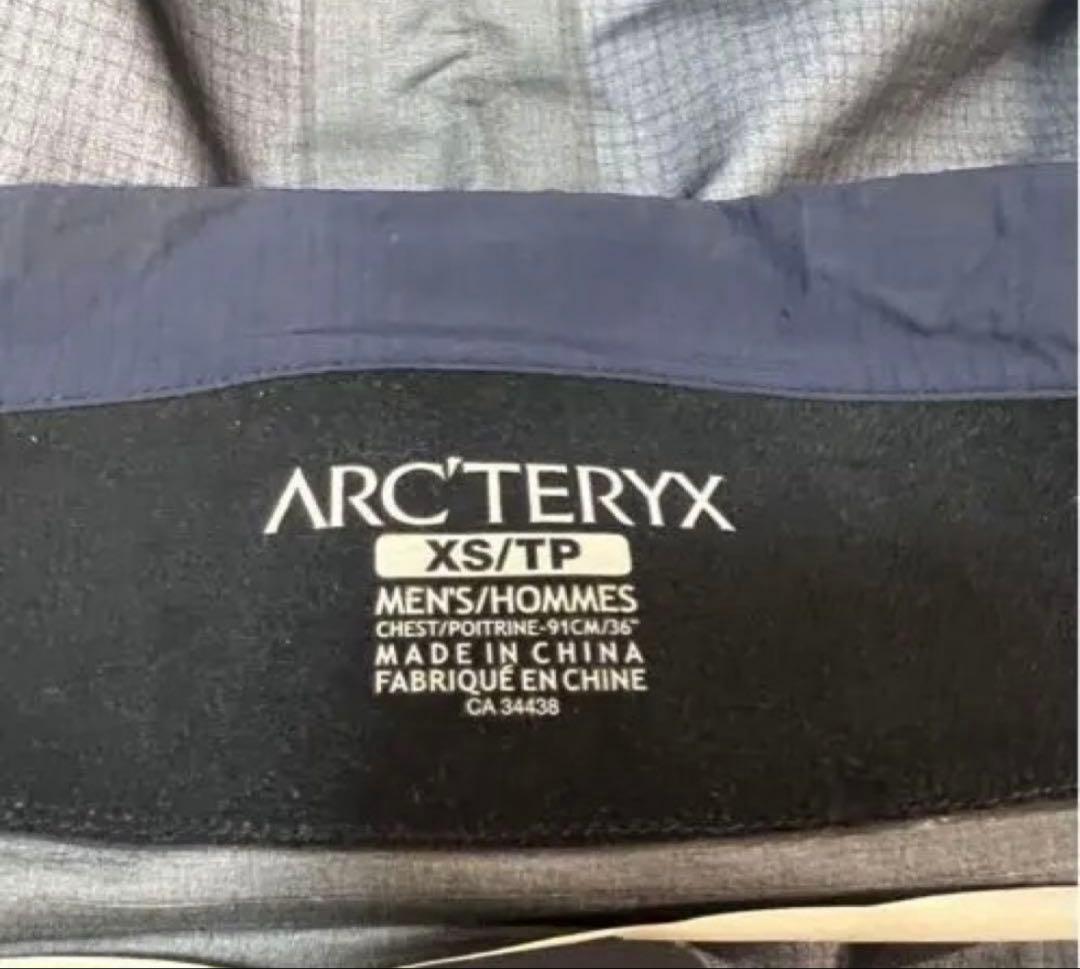 ARC'TERYX
XS/TP
MEN'S/HOMMES
CHEST/POITRINE-91CM/36"
MADE IN CHINA
FABRIQUÉ EN CHINE
CA 34438